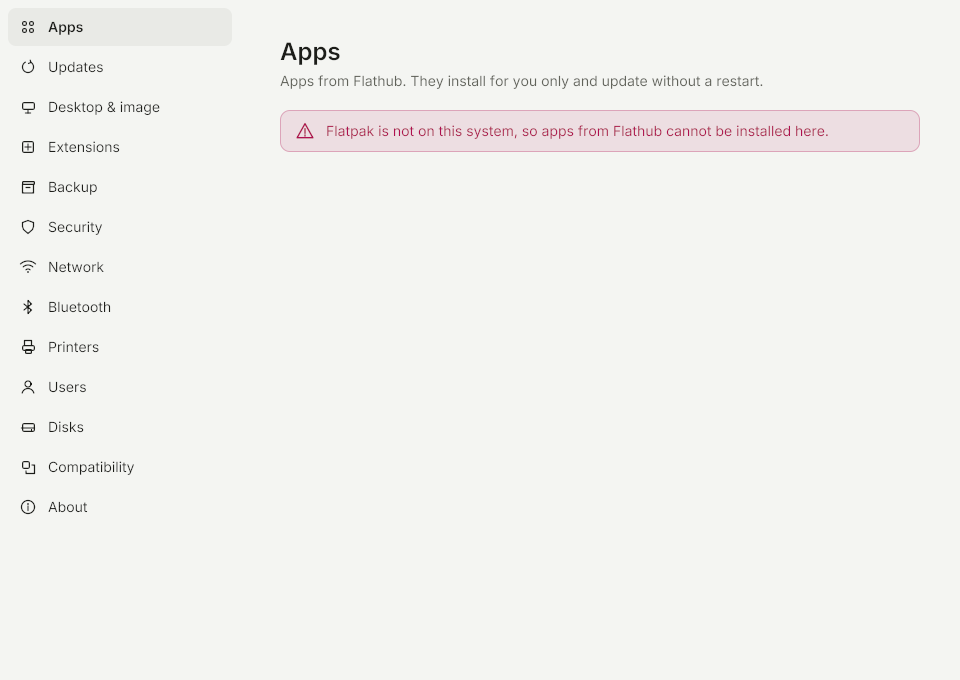 Apps
Updates
Desktop & image
Extensions
Backup
Security
Network
Bluetooth
Printers
Users
Disks
Compatibility
About
Apps
Apps from Flathub. They install for you only and update without a restart.
Flatpak is not on this system, so apps from Flathub cannot be installed here.